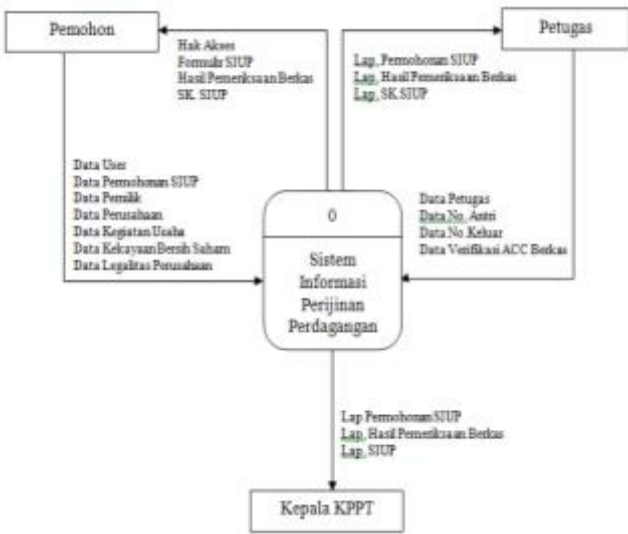 Pemohon
Petugas
Hak Akses
Formulir SIUP
Hasil Pemeriksaan Berkas
SK. SIUP
Lap. Permohonan SIUP
Lap. Hasil Pemeriksaan Berkas
Lap. SK.SIUP
Data User
Data Permohonan SIUP
Data Pemilik
Data Perusahaan
Data Kegiatan Usaha
Data Kekayaan Bersih Saham
Data Legalitas Perusahaan
0
Sistem
Informasi
Perijinan
Perdagangan
Data Petugas
Data No. Antri
Data No. Keluar
Data Verifikasi ACC Berkas
Lap Permohonan SIUP
Lap. Hasil Pemeriksaan Berkas
Lap. SIUP
Kepala KPPT